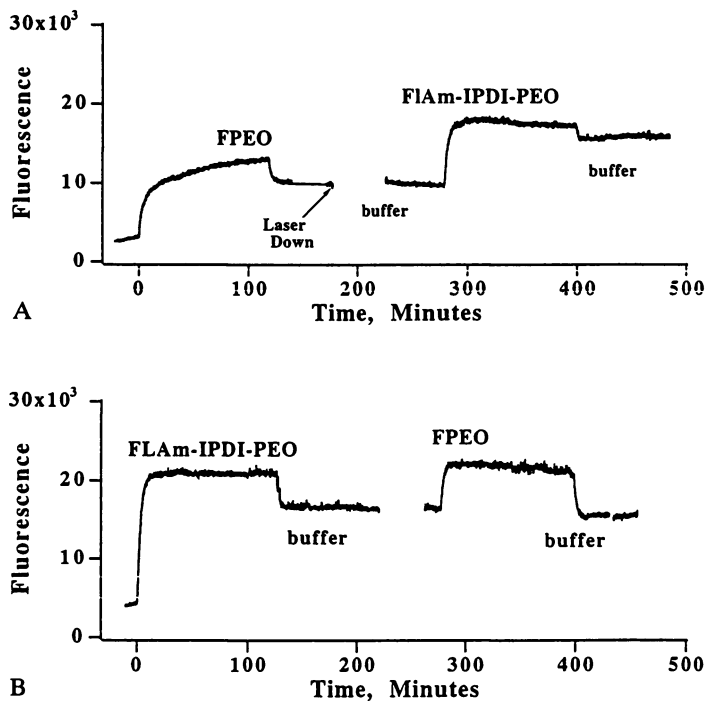 30x10³
20
10
0
Fluorescence
FPEO
FlAm-IPDI-PEO
Laser
Down
buffer
buffer
0
100
200
300
400
500
Time, Minutes
A
30x10³
20
10
0
Fluorescence
FLAm-IPDI-PEO
FPEO
buffer
buffer
0
100
200
300
400
500
Time, Minutes
B